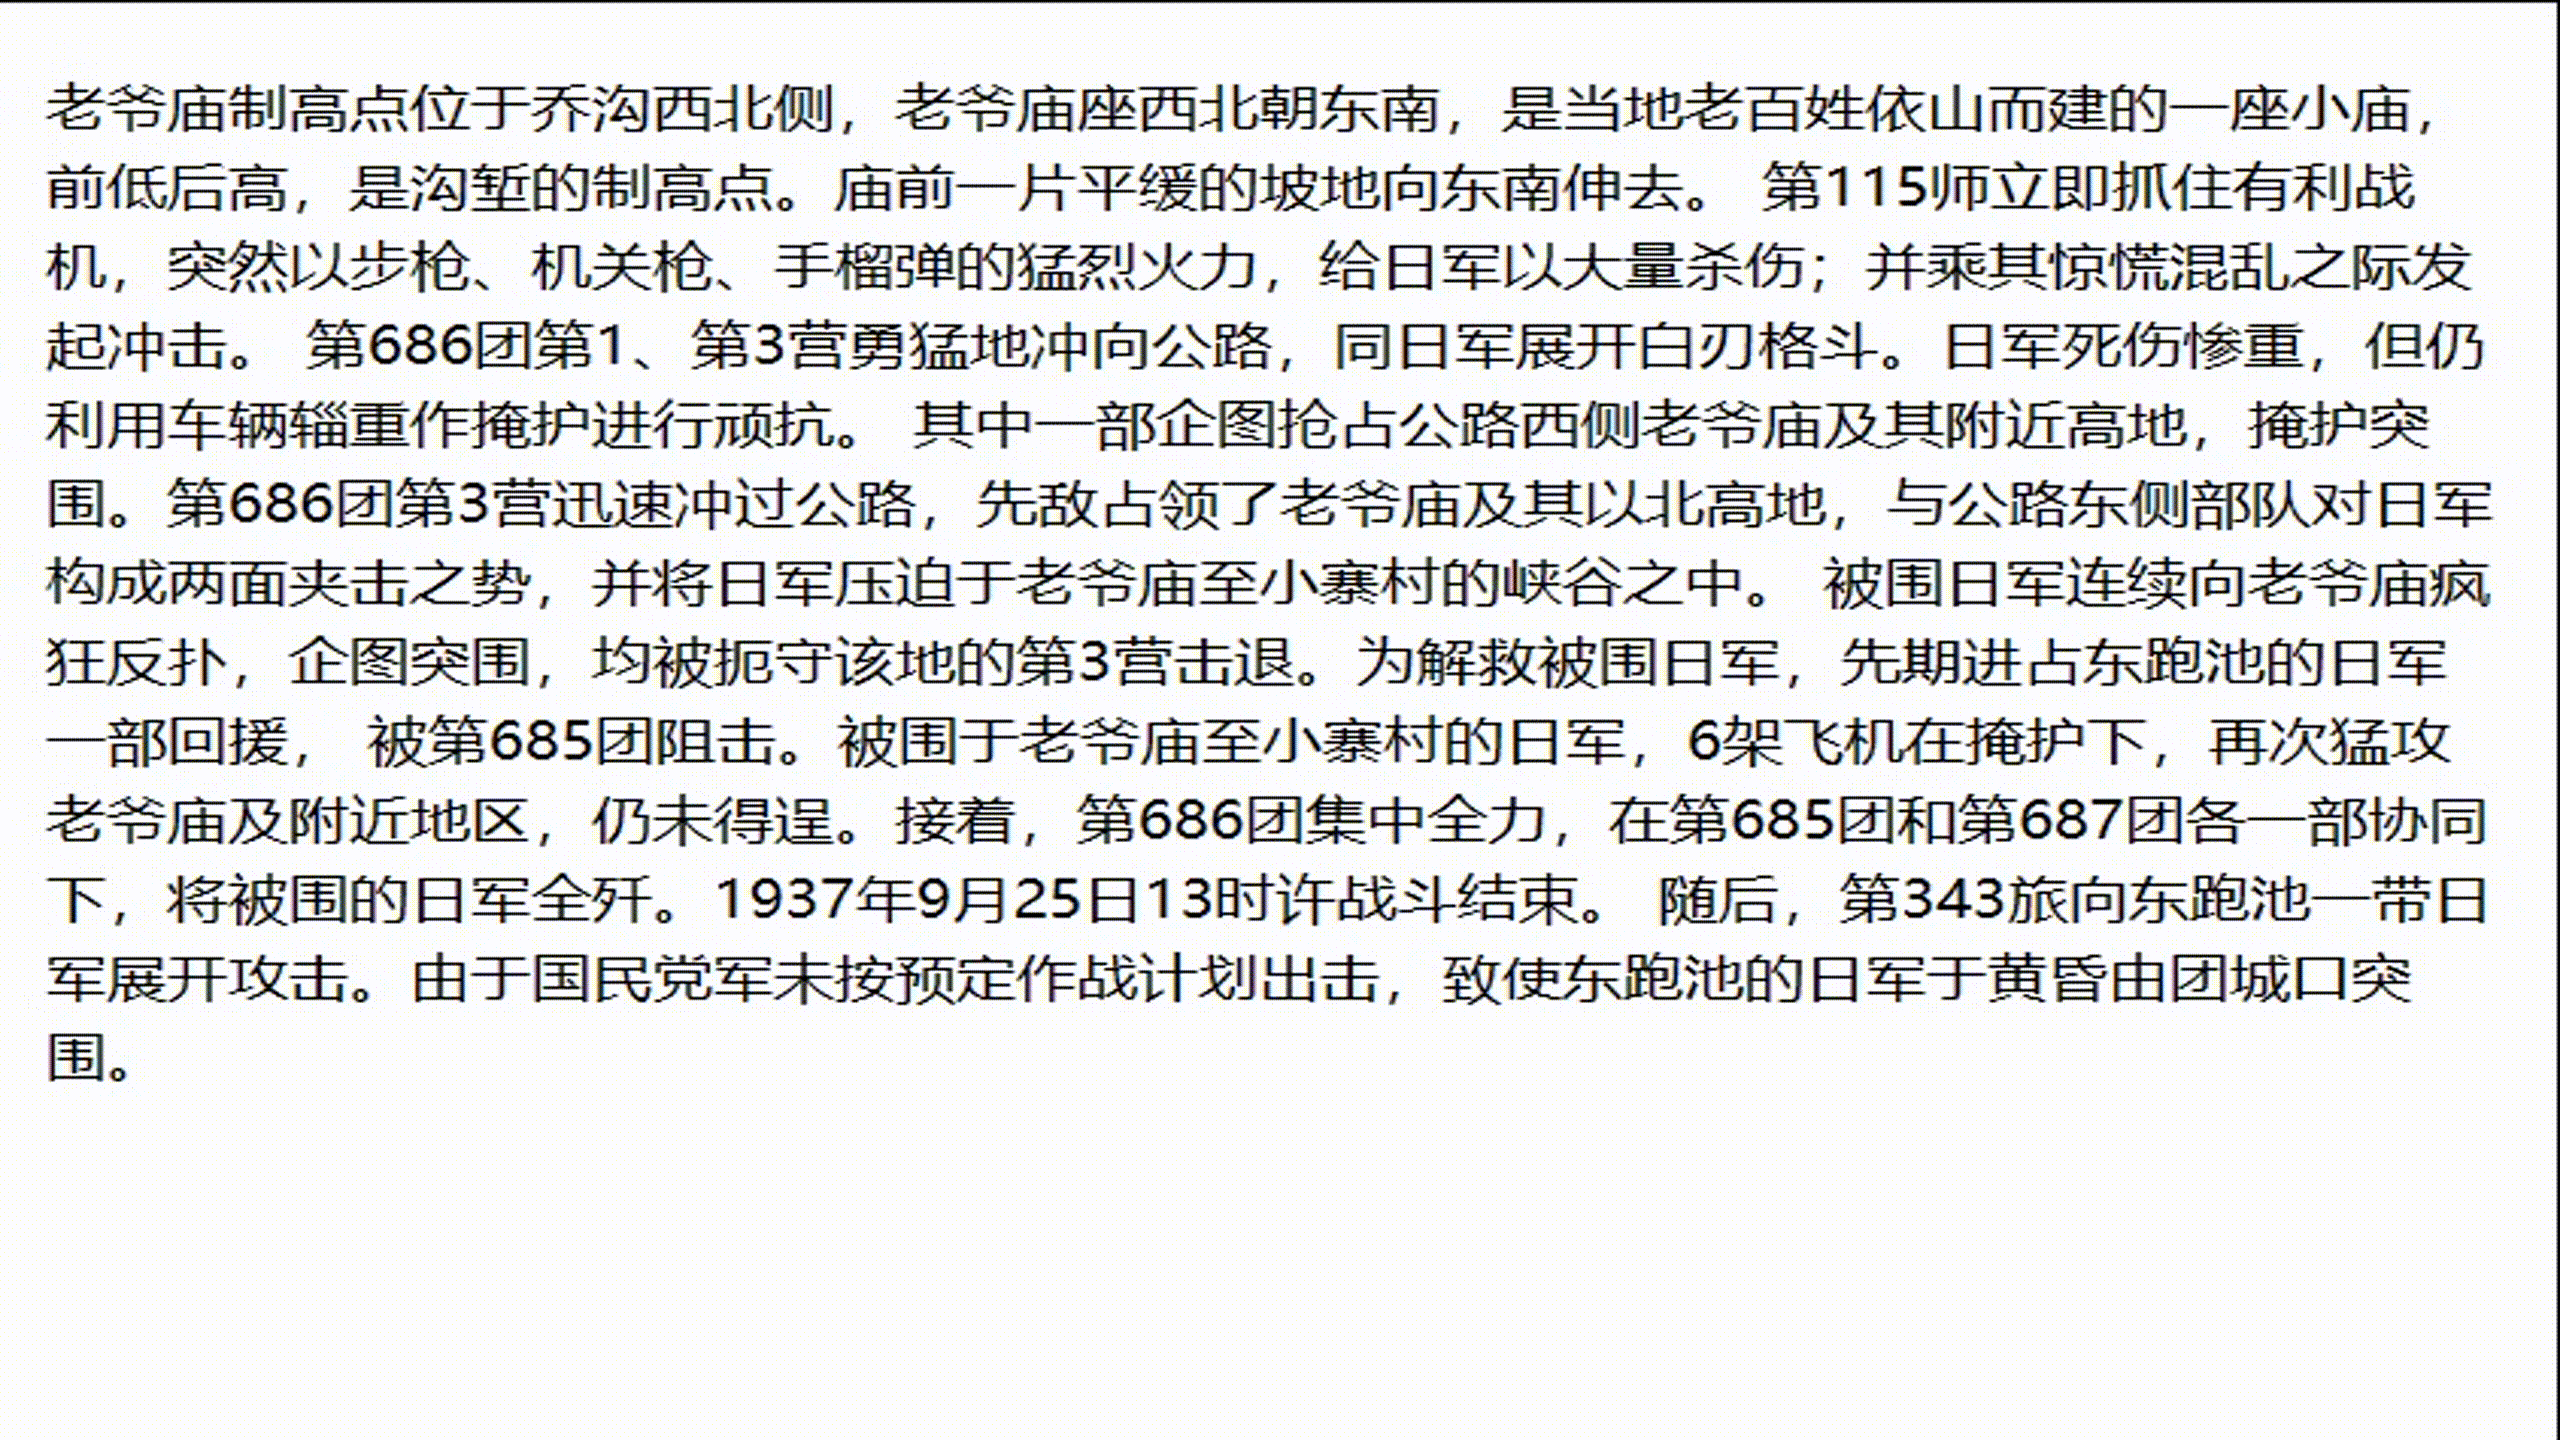 老爷庙制高点位于乔沟西北侧，老爷庙座西北朝东南，是当地老百姓依山而建的一座小庙，
前低后高，是沟堑的制高点。庙前一片平缓的坡地向东南伸去。 第115师立即抓住有利战
机，突然以步枪、机关枪、手榴弹的猛烈火力，给日军以大量杀伤；并乘其惊慌混乱之际发
起冲击。 第686团第1、第3营勇猛地冲向公路，同日军展开白刃格斗。日军死伤惨重，但仍
利用车辆辎重作掩护进行顽抗。 其中一部企图抢占公路西侧老爷庙及其附近高地，掩护突
围。第686团第3营迅速冲过公路，先敌占领了老爷庙及其以北高地，与公路东侧部队对日军
构成两面夹击之势，并将日军压迫于老爷庙至小寨村的峡谷之中。 被围日军连续向老爷庙疯
狂反扑，企图突围，均被扼守该地的第3营击退。为解救被围日军，先期进占东跑池的日军
一部回援， 被第685团阻击。被围于老爷庙至小寨村的日军，6架飞机在掩护下，再次猛攻
老爷庙及附近地区，仍未得逞。接着，第686团集中全力，在第685团和第687团各一部协同
下，将被围的日军全歼。1937年9月25日13时许战斗结束。 随后，第343旅向东跑池一带日
军展开攻击。由于国民党军未按预定作战计划出击，致使东跑池的日军于黄昏由团城口突
围。